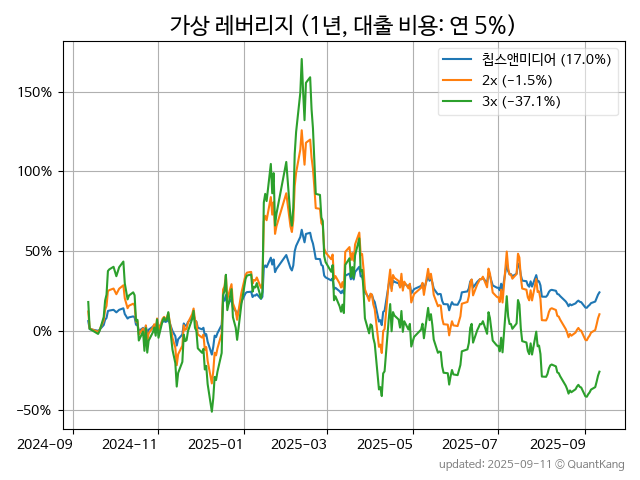 가상 레버리지 (1년, 대출 비용: 연 5%)
칩스앤미디어 (17.0%)
2x (−1.5%)
3x (−37.1%)
150%
100%
50%
0%
−50%
2024-09
2024-11
2025-01
2025-03
2025-05
2025-07
2025-09
updated: 2025-09-11 © QuantKang